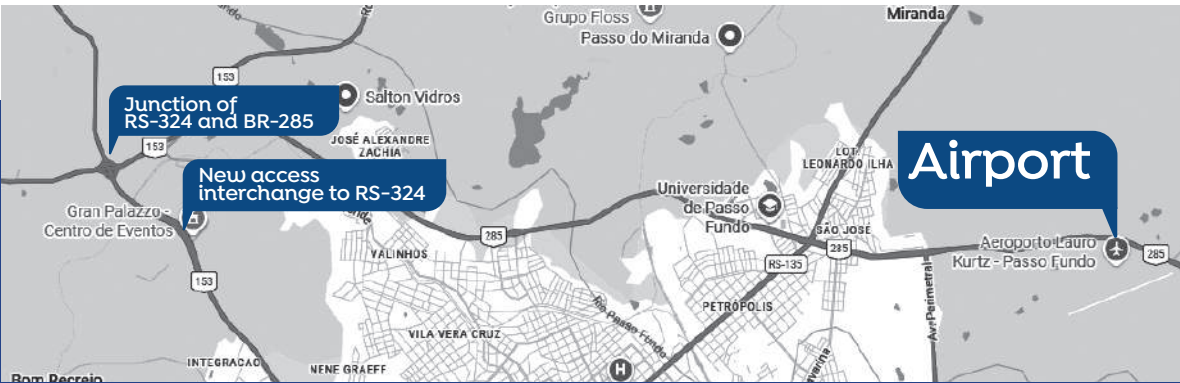 Grupo Floss
Passo do Miranda
Miranda
153
Junction of
RS-324 and BR-285
Salton Vidros
153
JOSÉ ALEXANDRE
ZACHIA
New access
interchange to RS-324
Gran Palazzo -
Centro de Eventos
153
VALINHOS
285
Universidade
de Passo
Fundo
LOT.
LEONARDO ILHA
SÃO JOSÉ
285
RS-135
Airport
Aeroporto Lauro
Kurtz - Passo Fundo
285
PETRÓPOLIS
Av. Perimetral
Rio Passo Fundo
VILA VERA CRUZ
INTEGRACAO
NENE GRAEFF
H
Bom Recreio